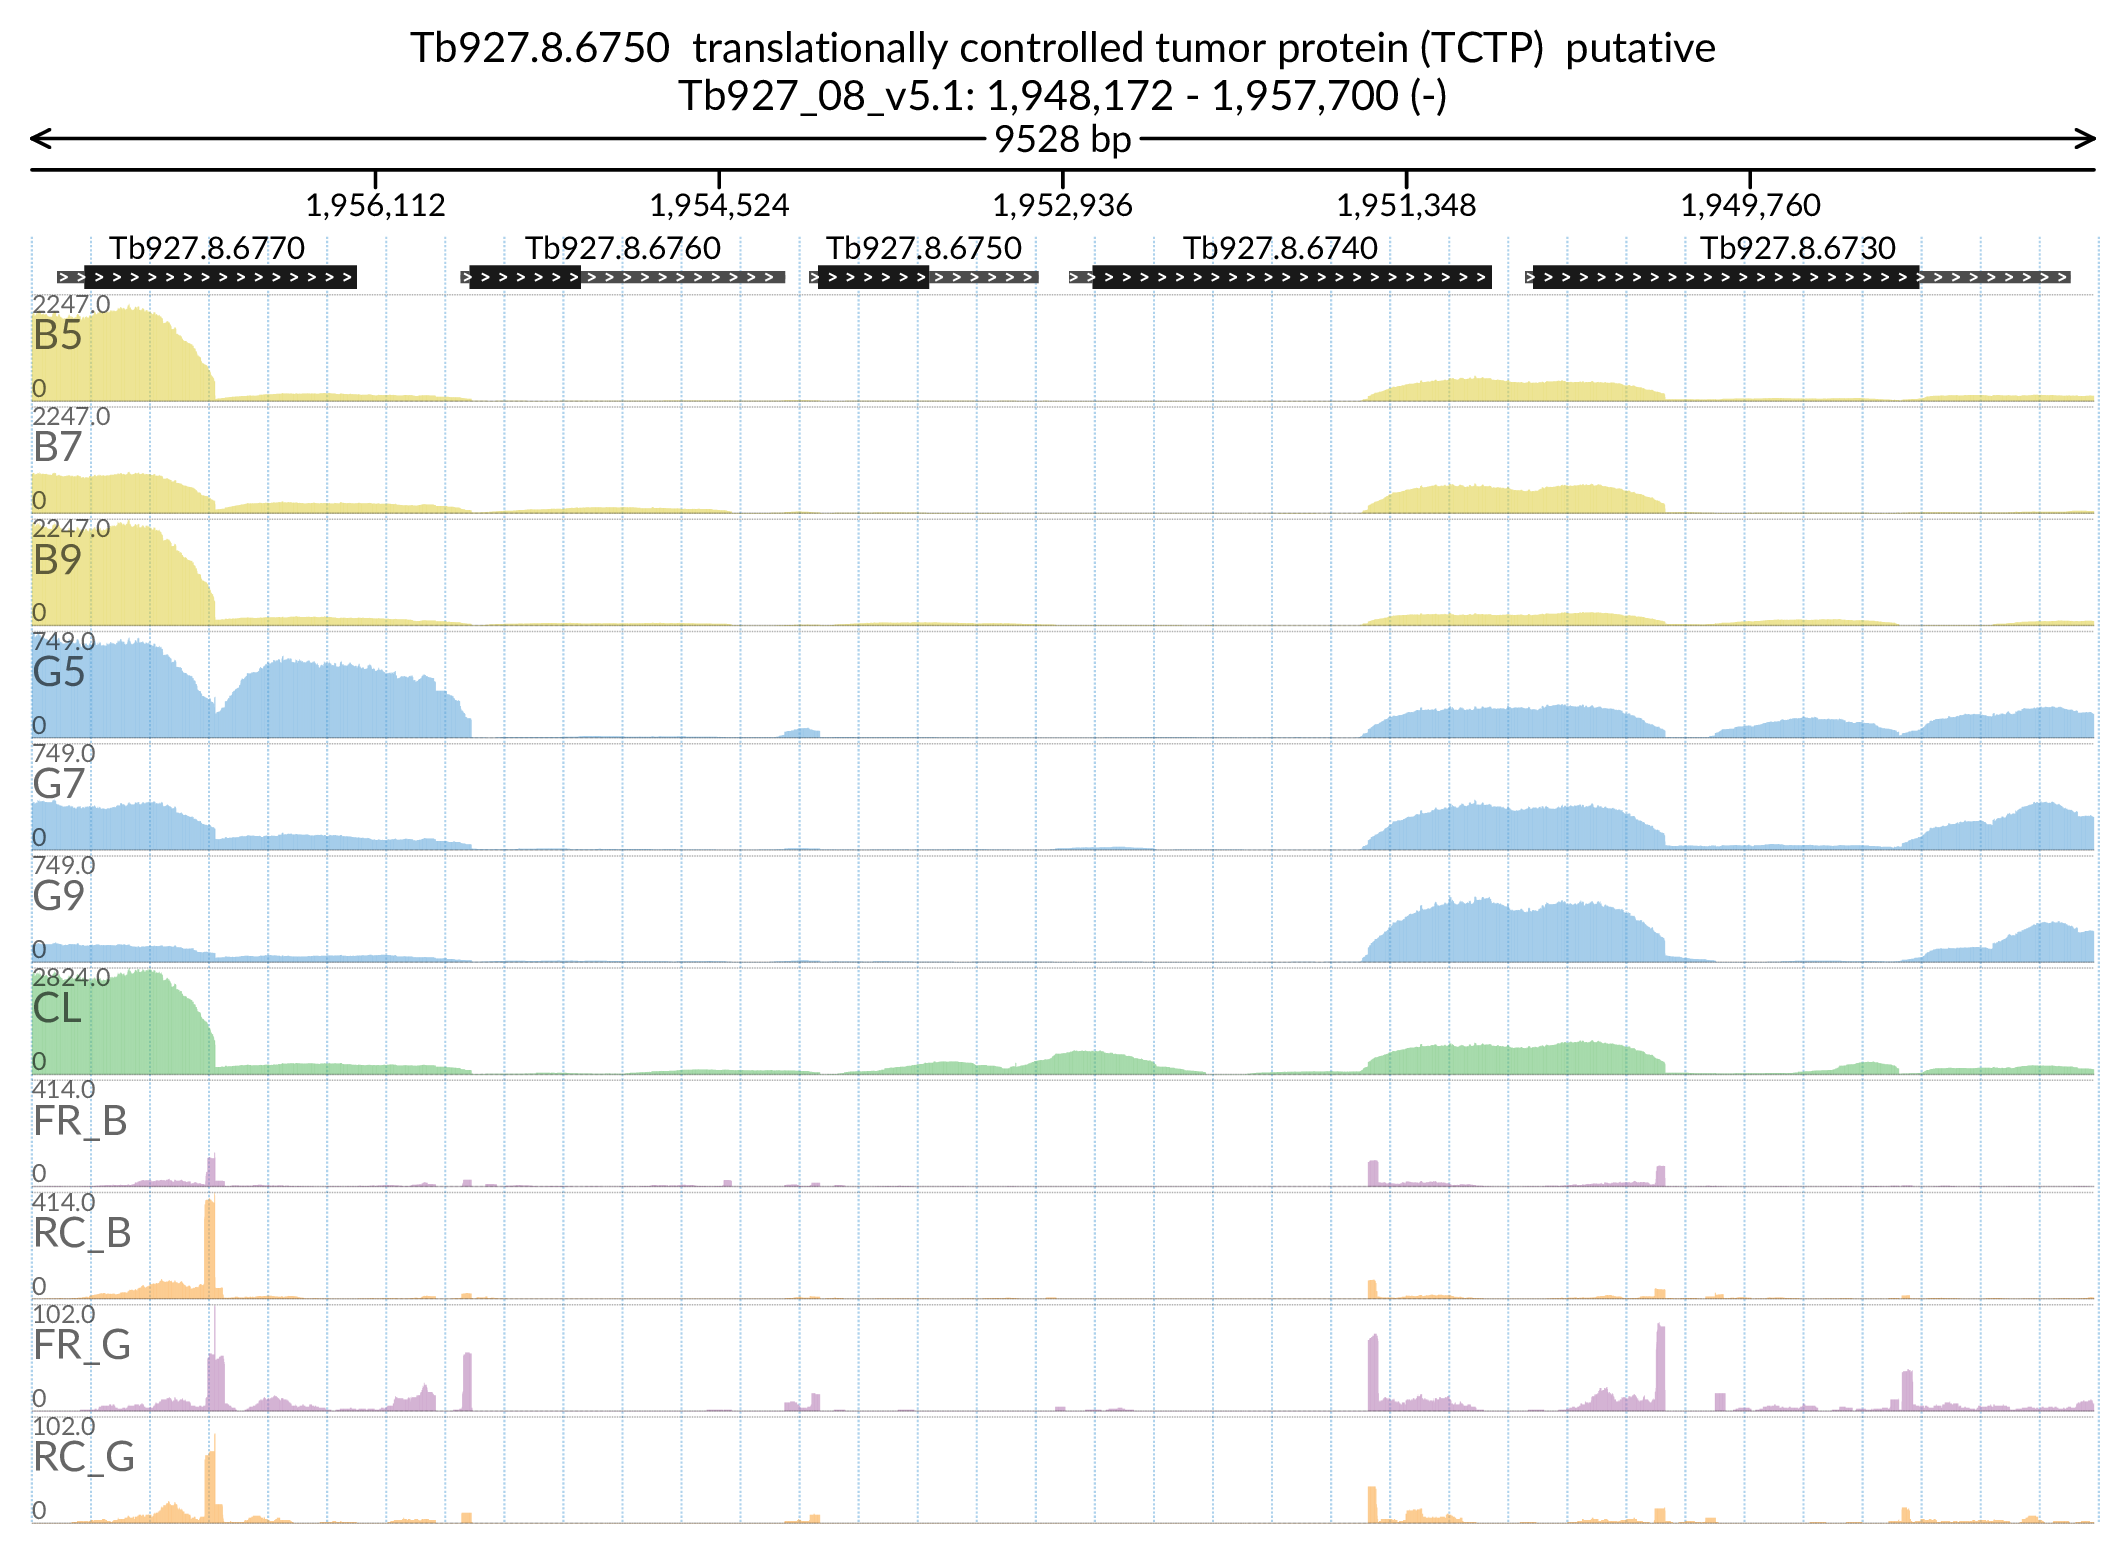 Tb927.8.6750 translationally controlled tumor protein (TCTP) putative
Tb927_08_v5.1: 1,948,172 - 1,957,700 (-)
9528 bp
1,956,112 1,954,524 1,952,936 1,951,348 1,949,760
Tb927.8.6770 Tb927.8.6760 Tb927.8.6750 Tb927.8.6740 Tb927.8.6730
2247.0
B5
0
2247.0
B7
0
2247.0
B9
0
749.0
G5
0
749.0
G7
0
749.0
G9
0
2824.0
CL
0
414.0
FR_B
0
414.0
RC_B
0
102.0
FR_G
0
102.0
RC_G
0